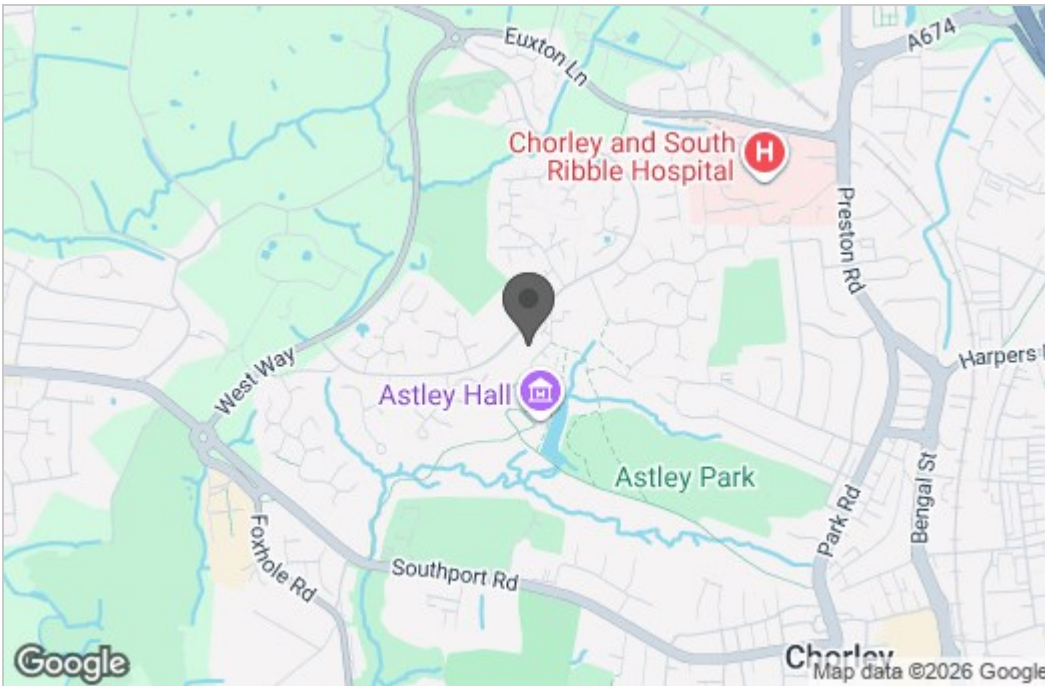 Euxton Ln
A674
Chorley and South
Ribble Hospital
H
Preston Rd
West Way
Harpers
Astley Hall
Astley Park
Park Rd
Bengal St
Foxhole Rd
Southport Rd
Chorley
Google
Map data ©2026 Google